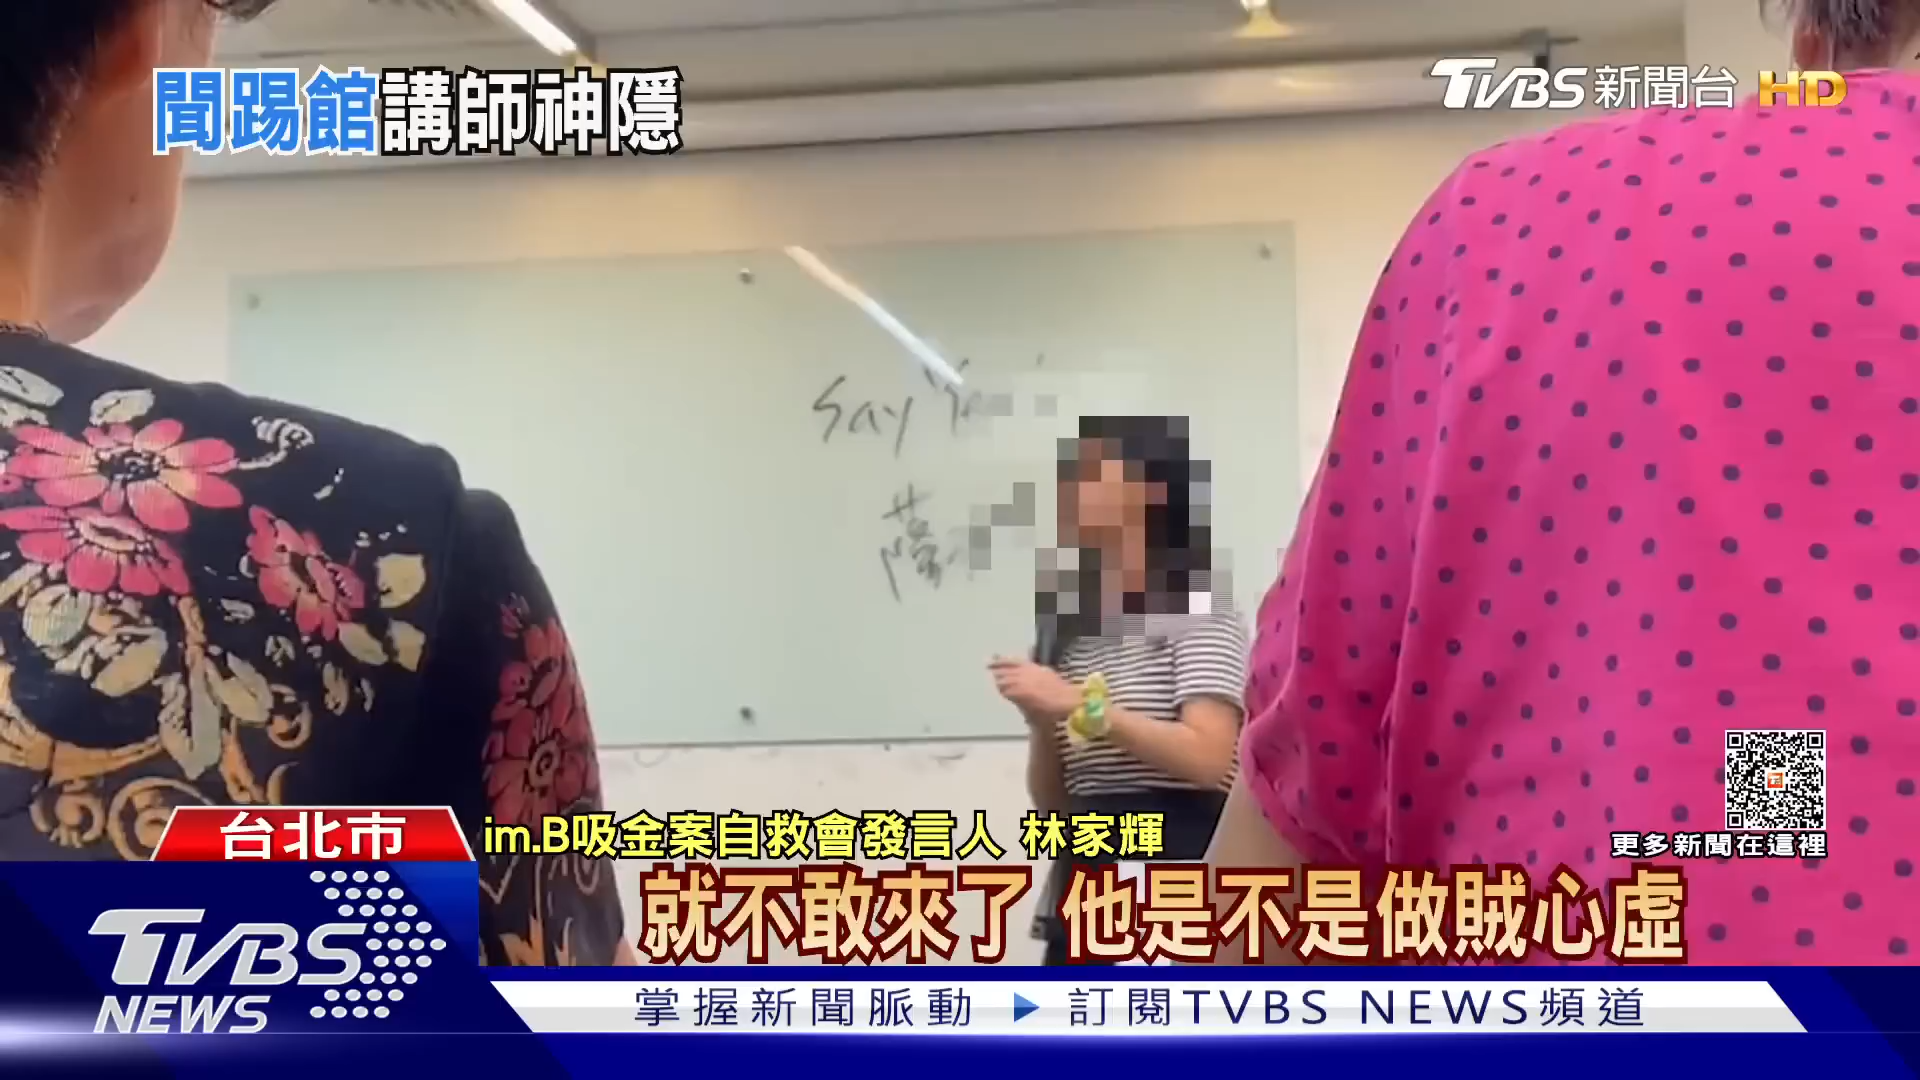 聞踢館講師神隱
TVBS新聞台 HD
Say
更多新聞在這裡
台北市
im.B吸金案自救會發言人 林家輝
就不敢來了 他是不是做賊心虛
TVBS
NEWS
掌握新聞脈動 ▶ 訂閱TVBS NEWS頻道